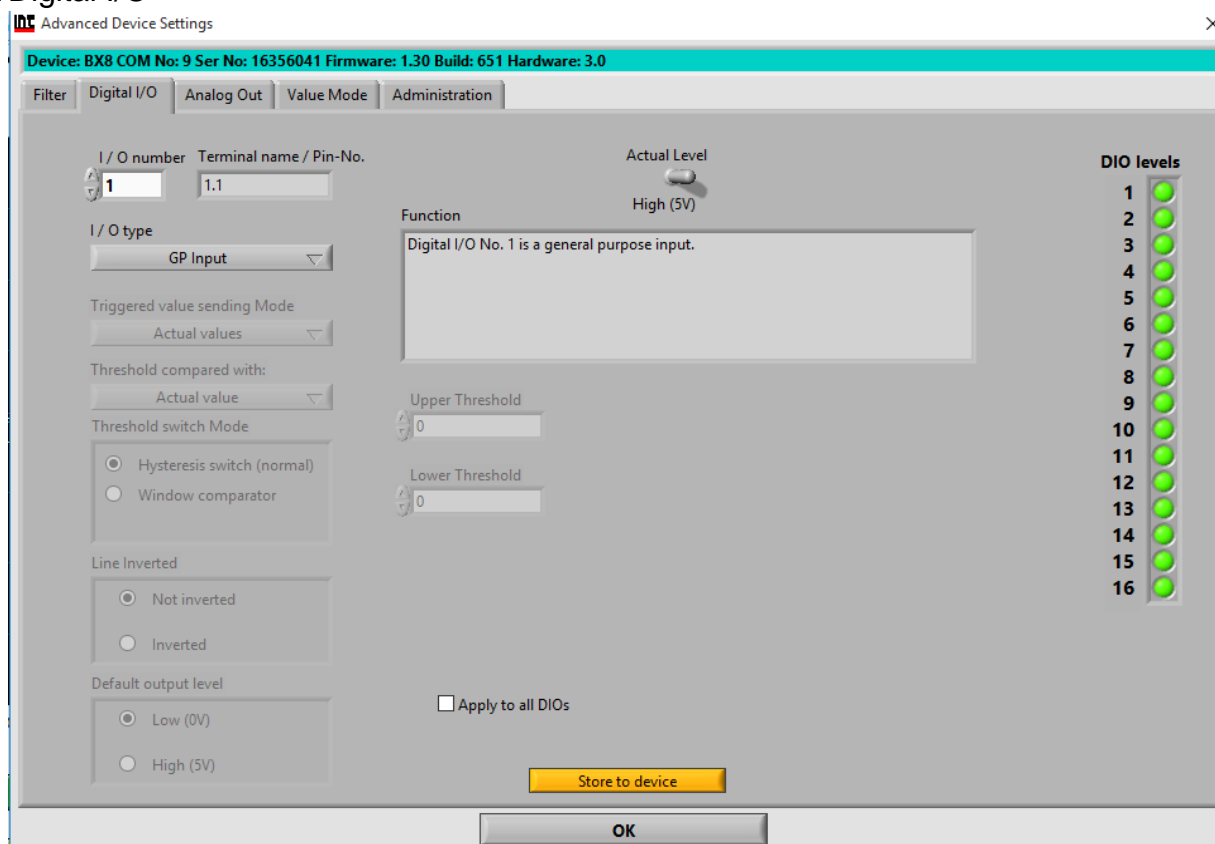 Digital I/O
Advanced Device Settings
Device: BX8 COM No: 9 Ser No: 16356041 Firmware: 1.30 Build: 651 Hardware: 3.0
Filter Digital I/O Analog Out Value Mode Administration
I / O number Terminal name / Pin-No.
1 1.1
Actual Level
High (5V)
I / O type
GP Input
Function
Digital I/O No. 1 is a general purpose input.
Triggered value sending Mode
Actual values
Threshold compared with:
Actual value
Threshold switch Mode
Hysteresis switch (normal)
Window comparator
Upper Threshold
0
Lower Threshold
0
Line Inverted
Not inverted
Inverted
Default output level
Low (0V)
High (5V)
Apply to all DIOs
Store to device
OK
DIO levels
1
2
3
4
5
6
7
8
9
10
11
12
13
14
15
16